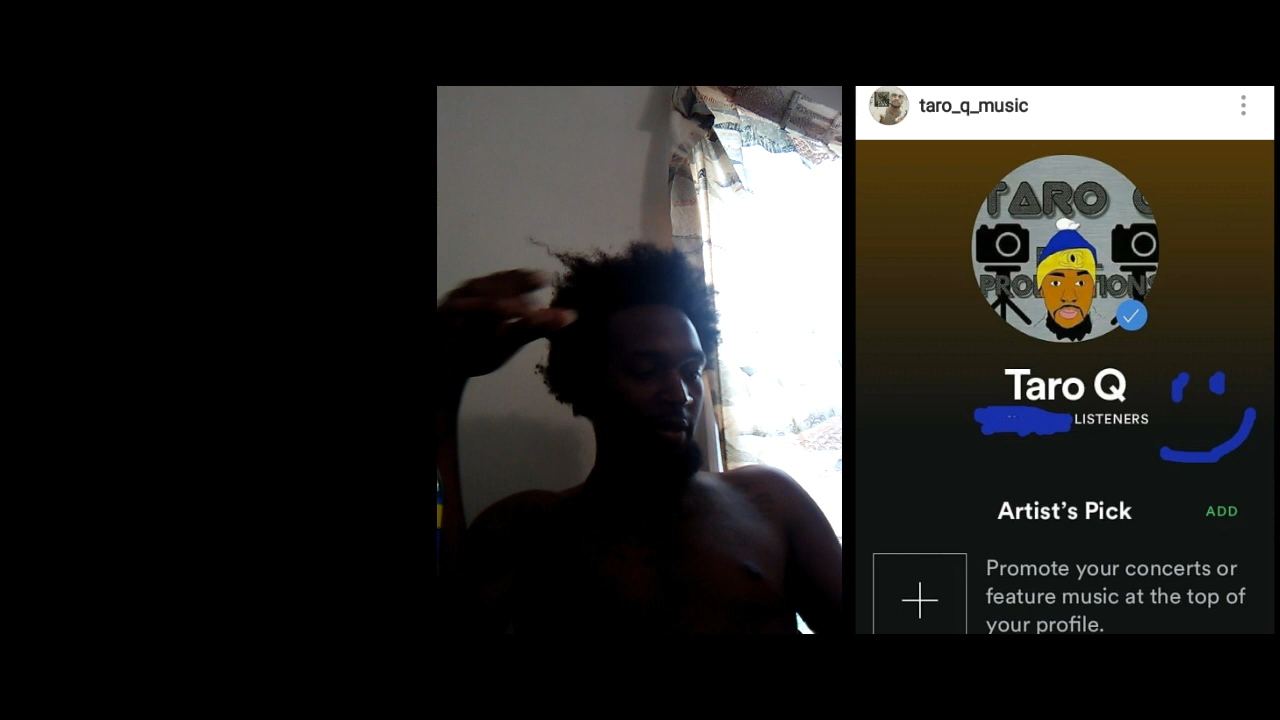 taro_q_music
TARO Q
PRODUCTIONS
Taro Q
LISTENERS
Artist's Pick
ADD
Promote your concerts or
feature music at the top of
your profile.